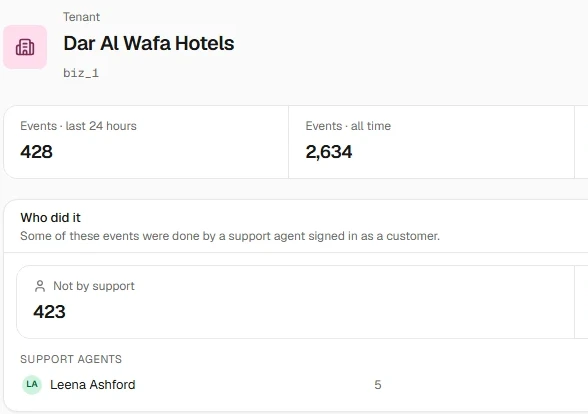 Tenant
Dar Al Wafa Hotels
biz_1
Events · last 24 hours
Events · all time
428
2,634
Who did it
Some of these events were done by a support agent signed in as a customer.
Not by support
423
SUPPORT AGENTS
LA Leena Ashford 5